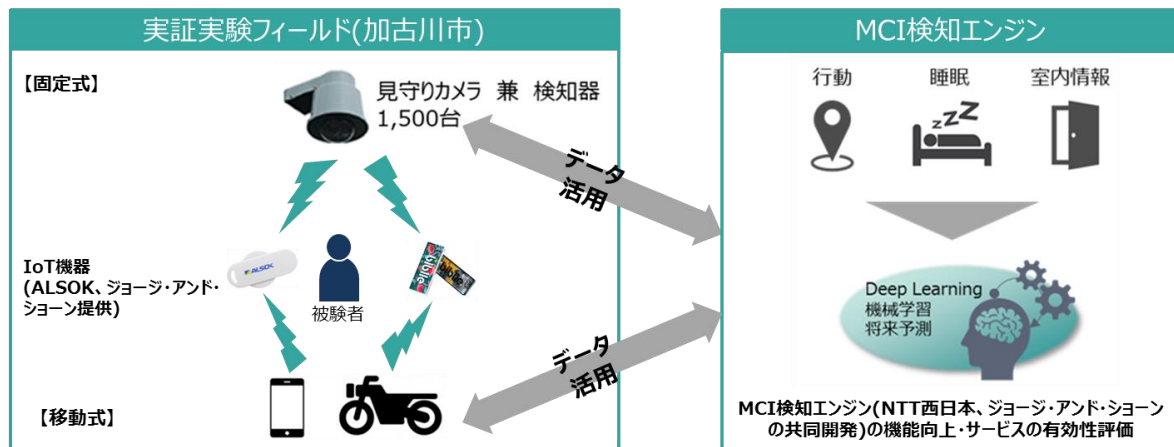 実証実験フィールド(加古川市)
【固定式】
見守りカメラ 兼 検知器
1,500台
データ
活用
IoT機器
(ALSOK、ジョージ・アンド・
ショーン提供)
ALSOK
被験者
biblle
biblle
【移動式】
データ
活用
MCI検知エンジン
行動
睡眠
室内情報
zzZZ
Deep Learning
機械学習
将来予測
MCI検知エンジン(NTT西日本、ジョージ・アンド・ショーン
の共同開発)の機能向上・サービスの有効性評価